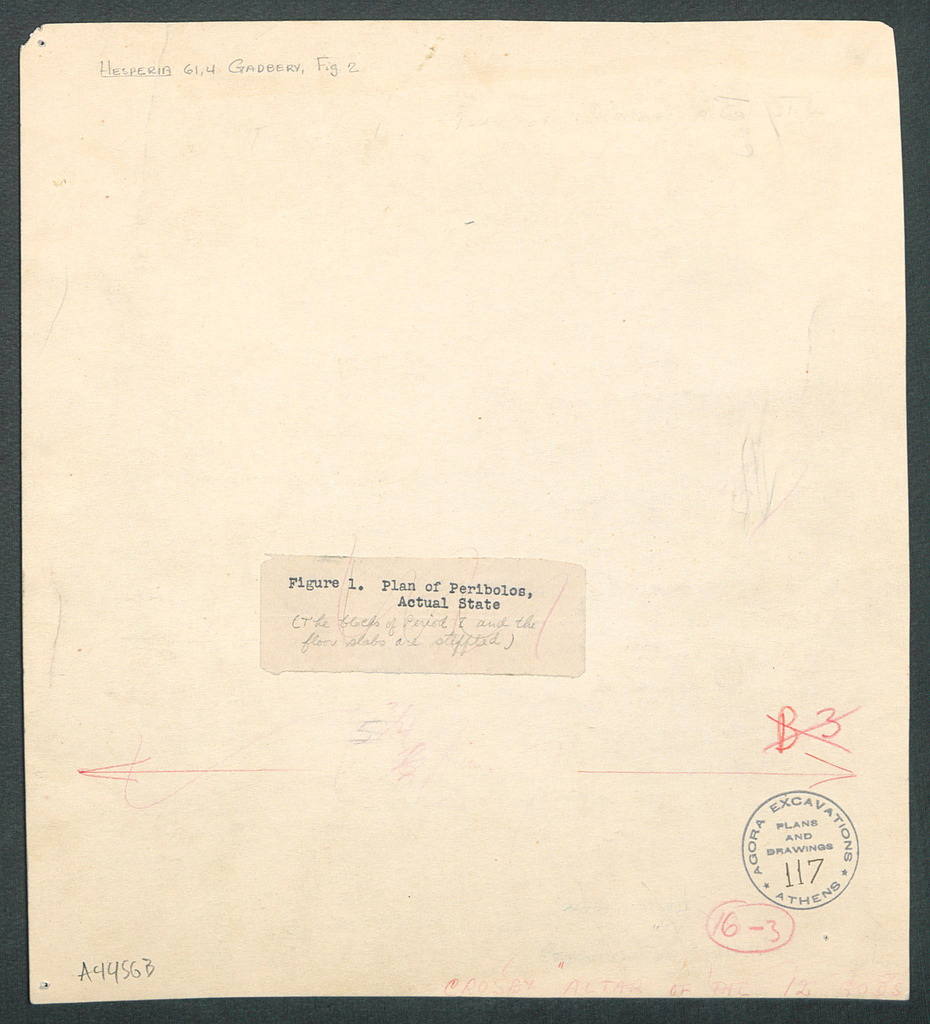 HESPERIA 61,4 GADBERY, Fig 2
Figure 1. Plan of Peribolos,
Actual State
(The blocks of Period I and the
floor slabs are stippled)
B 3
AGORA EXCAVATIONS
PLANS
AND
DRAWINGS
117
ATHENS
16-3
A44563
CROSBY "ALTAR OF THE 12 GODS